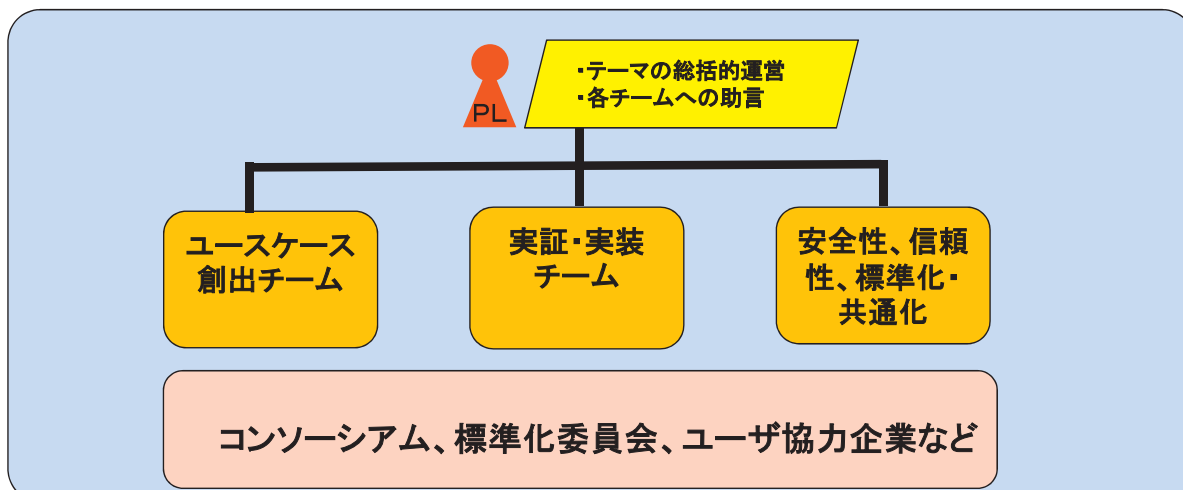 ・テーマの総括的運営
・各チームへの助言
PL
ユースケース
創出チーム
実証・実装
チーム
安全性、信頼
性、標準化・
共通化
コンソーシアム、標準化委員会、ユーザ協力企業など